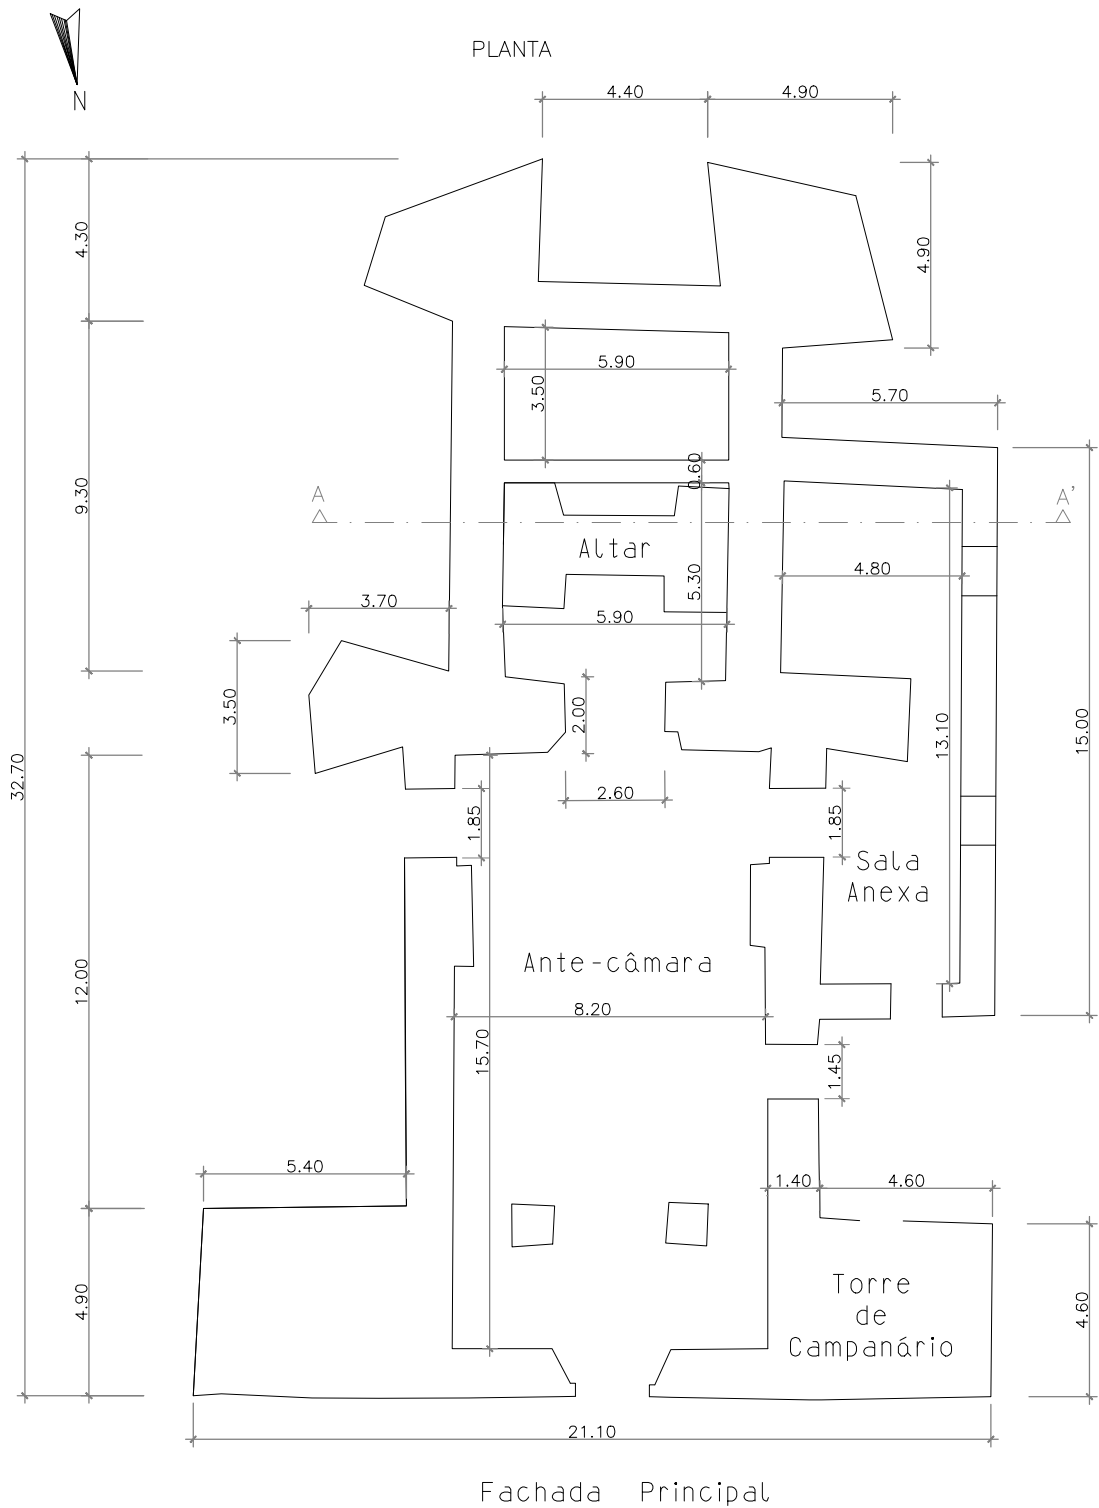 PLANTA
N
4.40
4.90
4.30
4.90
5.90
3.50
5.70
0.60
9.30
A
A'
Altar
4.80
5.30
3.70
5.90
3.50
2.00
13.10
15.00
32.70
2.60
1.85
1.85
Sala
Anexa
Ante-câmara
12.00
8.20
15.70
1.45
5.40
1.40
4.60
4.90
Torre
de
Campanário
4.60
21.10
Fachada Principal